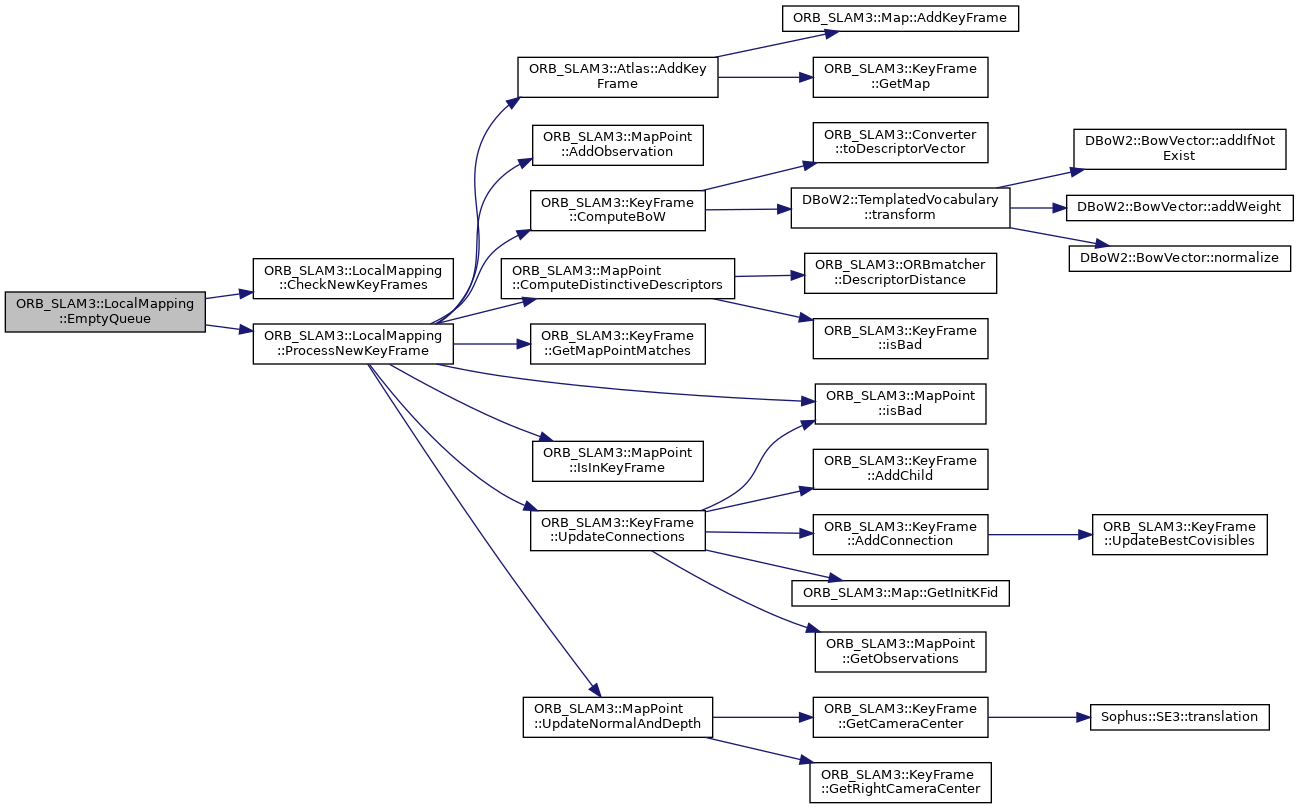 ORB_SLAM3::LocalMapping
::EmptyQueue
ORB_SLAM3::LocalMapping
::CheckNewKeyFrames
ORB_SLAM3::LocalMapping
::ProcessNewKeyFrame
ORB_SLAM3::Atlas::AddKey
Frame
ORB_SLAM3::MapPoint
::AddObservation
ORB_SLAM3::KeyFrame
::ComputeBoW
ORB_SLAM3::MapPoint
::ComputeDistinctiveDescriptors
ORB_SLAM3::KeyFrame
::GetMapPointMatches
ORB_SLAM3::MapPoint
::IsInKeyFrame
ORB_SLAM3::KeyFrame
::UpdateConnections
ORB_SLAM3::MapPoint
::UpdateNormalAndDepth
ORB_SLAM3::Map::AddKeyFrame
ORB_SLAM3::KeyFrame
::GetMap
ORB_SLAM3::Converter
::toDescriptorVector
DBoW2::TemplatedVocabulary
::transform
ORB_SLAM3::ORBmatcher
::DescriptorDistance
ORB_SLAM3::KeyFrame
::isBad
ORB_SLAM3::MapPoint
::isBad
ORB_SLAM3::KeyFrame
::AddChild
ORB_SLAM3::KeyFrame
::AddConnection
ORB_SLAM3::Map::GetInitKFid
ORB_SLAM3::MapPoint
::GetObservations
ORB_SLAM3::KeyFrame
::GetCameraCenter
ORB_SLAM3::KeyFrame
::GetRightCameraCenter
DBoW2::BowVector::addIfNot
Exist
DBoW2::BowVector::addWeight
DBoW2::BowVector::normalize
ORB_SLAM3::KeyFrame
::UpdateBestCovisibles
Sophus::SE3::translation